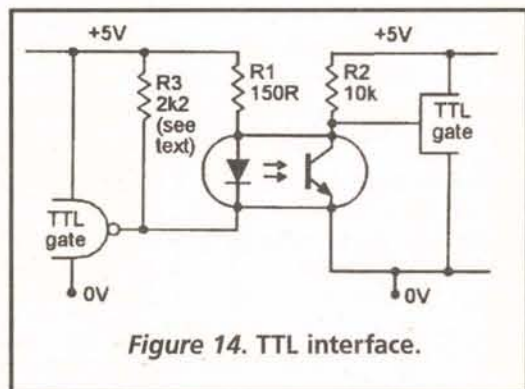 +5V
+5V
R3
2k2
(see
text)
R1
150R
R2
10k
TTL
gate
TTL
gate
0V
0V
Figure 14. TTL interface.